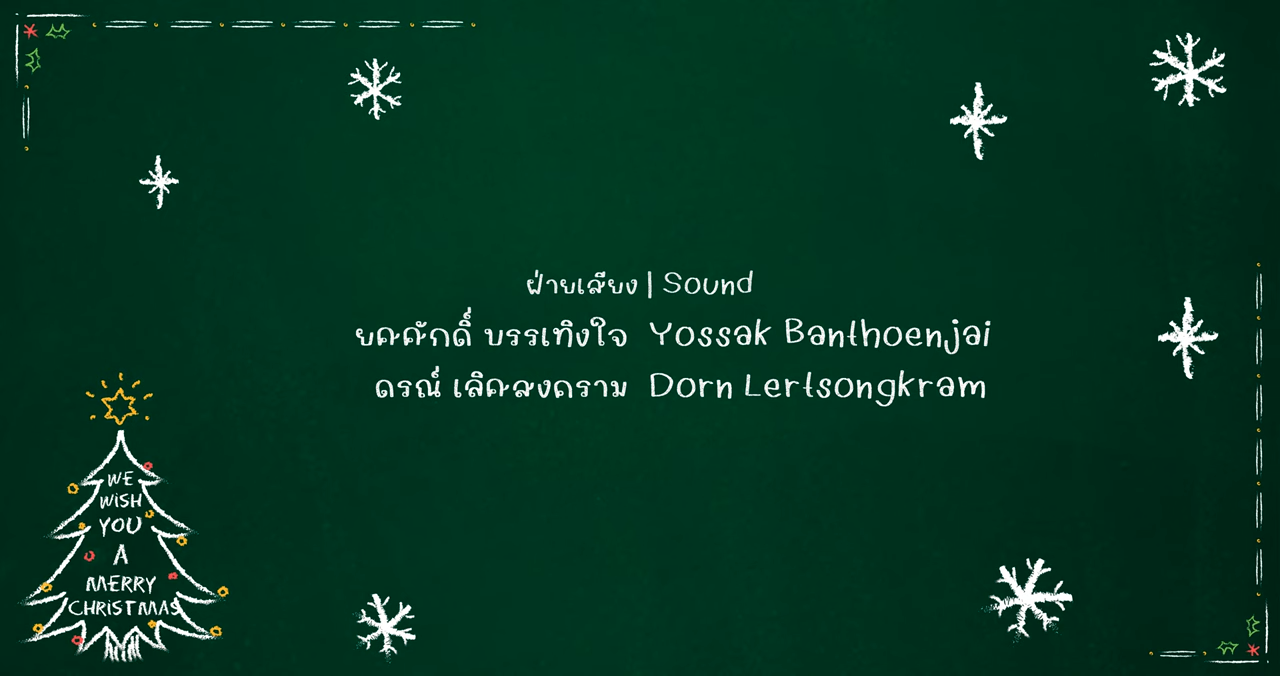 ฝ่ายเสียง | Sound
ยศศักดิ์ บรรเทิงใจ Yossak Banthoenjai
ดรณ์ เลิศสงคราม Dorn Lertsongkram
WE
WISH
YOU
A
MERRY
CHRISTMAS